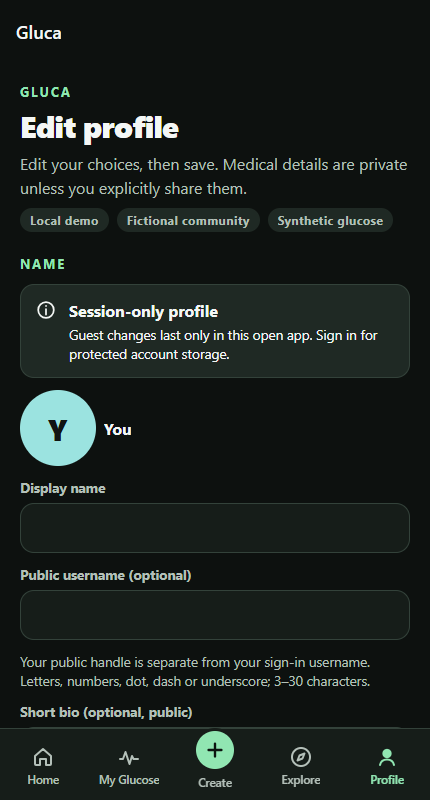 Gluca
GLUCA
Edit profile
Edit your choices, then save. Medical details are private
unless you explicitly share them.
Local demo
Fictional community
Synthetic glucose
NAME
Session-only profile
Guest changes last only in this open app. Sign in for
protected account storage.
Y
You
Display name
Public username (optional)
Your public handle is separate from your sign-in username.
Letters, numbers, dot, dash or underscore; 3–30 characters.
Short bio (optional, public)
Home
My Glucose
Create
Explore
Profile